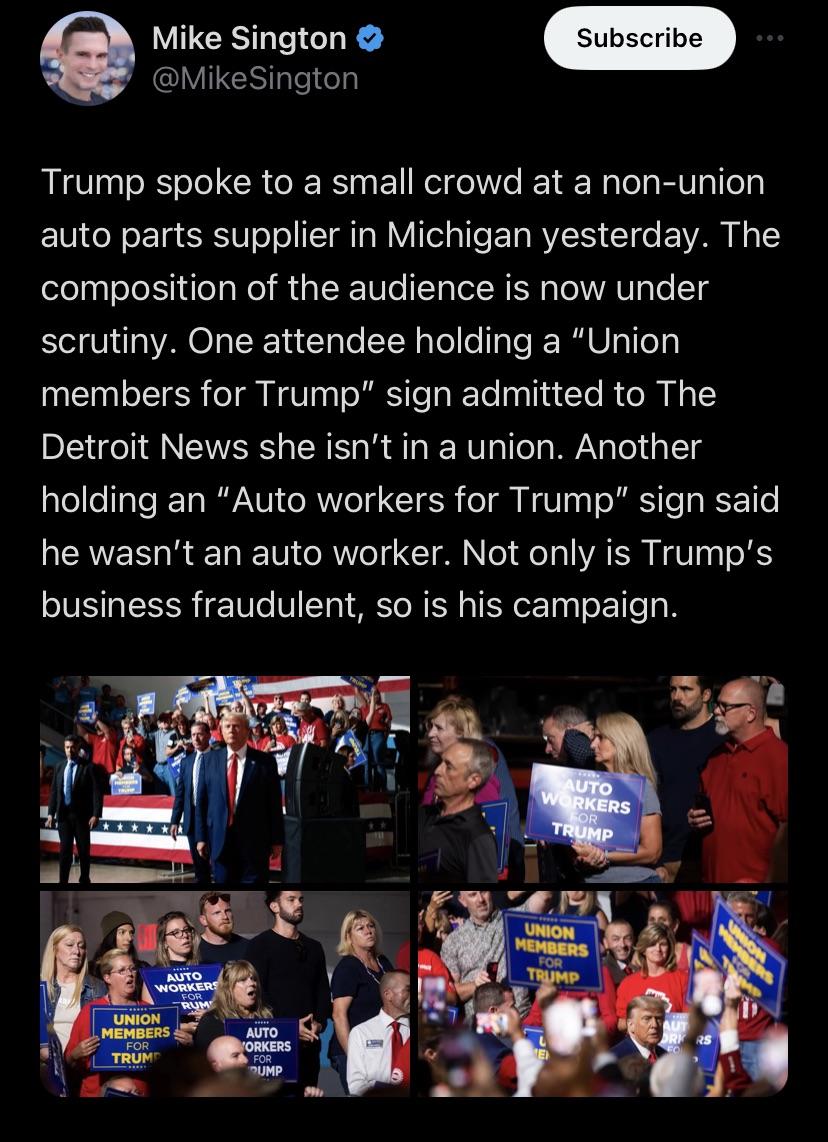 Mike Sington
Subscribe
@MikeSington
Trump spoke to a small crowd at a non-union
auto parts supplier in Michigan yesterday. The
composition of the audience is now under
scrutiny. One attendee holding a “Union
members for Trump” sign admitted to The
Detroit News she isn’t in a union. Another
holding an “Auto workers for Trump” sign said
he wasn’t an auto worker. Not only is Trump’s
business fraudulent, so is his campaign.
AUTO
WORKERS
FOR
TRUMP
AUTO
WORKERS
FOR
TRUMP
UNION
MEMBERS
FOR
TRUMP
AUTO
WORKERS
FOR
TRUMP
UNION
MEMBERS
FOR
TRUMP
UNION
MEMBERS
FOR
TRUMP